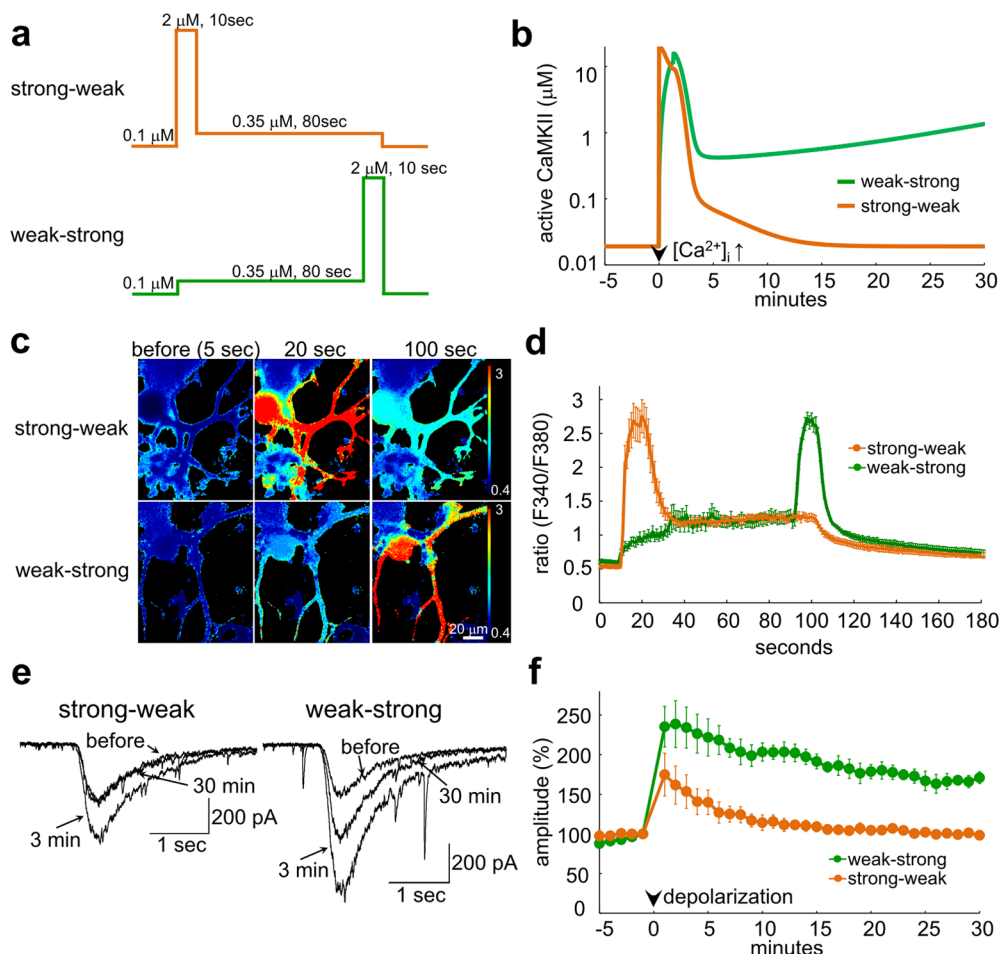 a
2 μM, 10sec
strong-weak
0.1 μM
0.35 μM, 80sec
2 μM, 10 sec
weak-strong
0.1 μM
0.35 μM, 80 sec
b
active CaMKII (μM)
10
1
0.1
0.01
weak-strong
strong-weak
[Ca²⁺]ᵢ ↑
-5 0 5 10 15 20 25 30
minutes
c
before (5 sec) 20 sec 100 sec
strong-weak
3
0.4
weak-strong
3
20 μm
0.4
d
ratio (F340/F380)
3
2.5
2
1.5
1
0.5
0
strong-weak
weak-strong
0 20 40 60 80 100 120 140 160 180
seconds
e
strong-weak
before
30 min
3 min
200 pA
1 sec
weak-strong
before
30 min
3 min
200 pA
1 sec
f
amplitude (%)
250
200
150
100
50
0
weak-strong
strong-weak
depolarization
-5 0 5 10 15 20 25 30
minutes